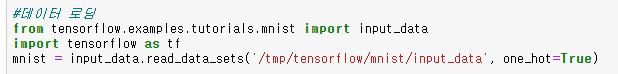 #데이터 로딩
from tensorflow.examples.tutorials.mnist import input_data
import tensorflow as tf
mnist = input_data.read_data_sets('/tmp/tensorflow/mnist/input_data', one_hot=True)